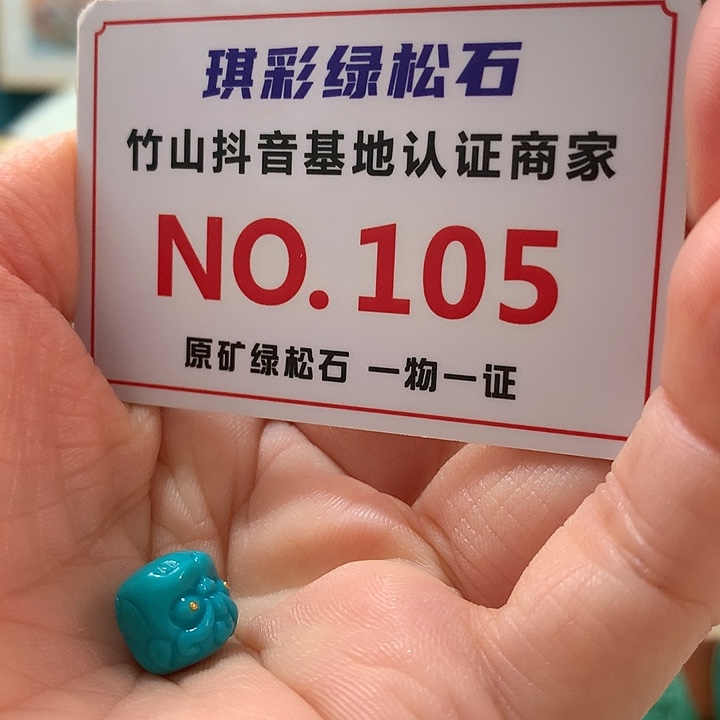 琪彩绿松石
竹山抖音基地认证商家
NO.105
原矿绿松石 一物一证